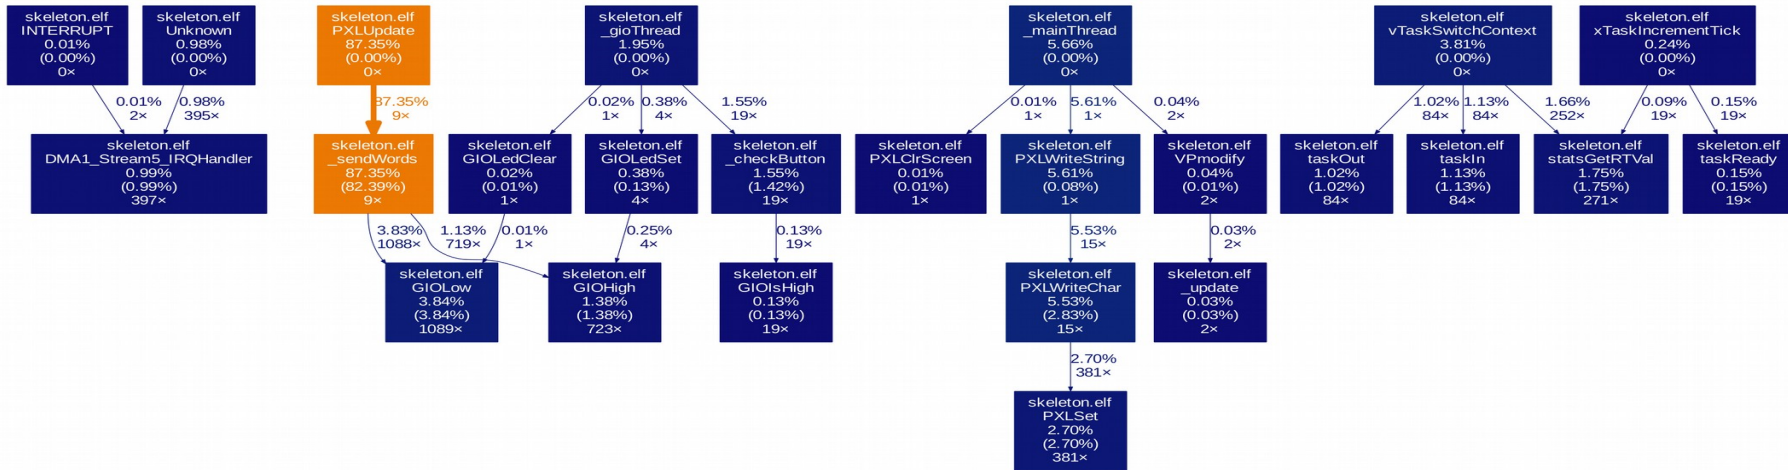 skeleton.elf
INTERRUPT
0.01%
(0.00%)
0×
skeleton.elf
Unknown
0.98%
(0.00%)
0×
skeleton.elf
PXLUpdate
87.35%
(0.00%)
0×
skeleton.elf
_gioThread
1.95%
(0.00%)
0×
skeleton.elf
_mainThread
5.66%
(0.00%)
0×
skeleton.elf
vTaskSwitchContext
3.81%
(0.00%)
0×
skeleton.elf
xTaskIncrementTick
0.24%
(0.00%)
0×
0.01%
2×
0.98%
395×
87.35%
9×
0.02%
1×
0.38%
4×
1.55%
19×
0.01%
1×
5.61%
1×
0.04%
2×
1.02%
84×
1.13%
84×
1.66%
252×
0.09%
19×
0.15%
19×
skeleton.elf
DMA1_Stream5_IRQHandler
0.99%
(0.99%)
397×
skeleton.elf
_sendWords
87.35%
(82.39%)
9×
skeleton.elf
GIOLedClear
0.02%
(0.01%)
1×
skeleton.elf
GIOLedSet
0.38%
(0.13%)
4×
skeleton.elf
_checkButton
1.55%
(1.42%)
19×
skeleton.elf
PXLClrScreen
0.01%
(0.01%)
1×
skeleton.elf
PXLWriteString
5.61%
(0.08%)
1×
skeleton.elf
VPmodify
0.04%
(0.01%)
2×
skeleton.elf
taskOut
1.02%
(1.02%)
84×
skeleton.elf
taskIn
1.13%
(1.13%)
84×
skeleton.elf
statsGetRTVal
1.75%
(1.75%)
271×
skeleton.elf
taskReady
0.15%
(0.15%)
19×
3.83%
1088×
1.13%
719×
0.01%
1×
0.25%
4×
0.13%
19×
5.53%
15×
0.03%
2×
skeleton.elf
GIOLow
3.84%
(3.84%)
1089×
skeleton.elf
GIOHigh
1.38%
(1.38%)
723×
skeleton.elf
GIOIsHigh
0.13%
(0.13%)
19×
skeleton.elf
PXLWriteChar
5.53%
(2.83%)
15×
skeleton.elf
_update
0.03%
(0.03%)
2×
2.70%
381×
skeleton.elf
PXLSet
2.70%
(2.70%)
381×